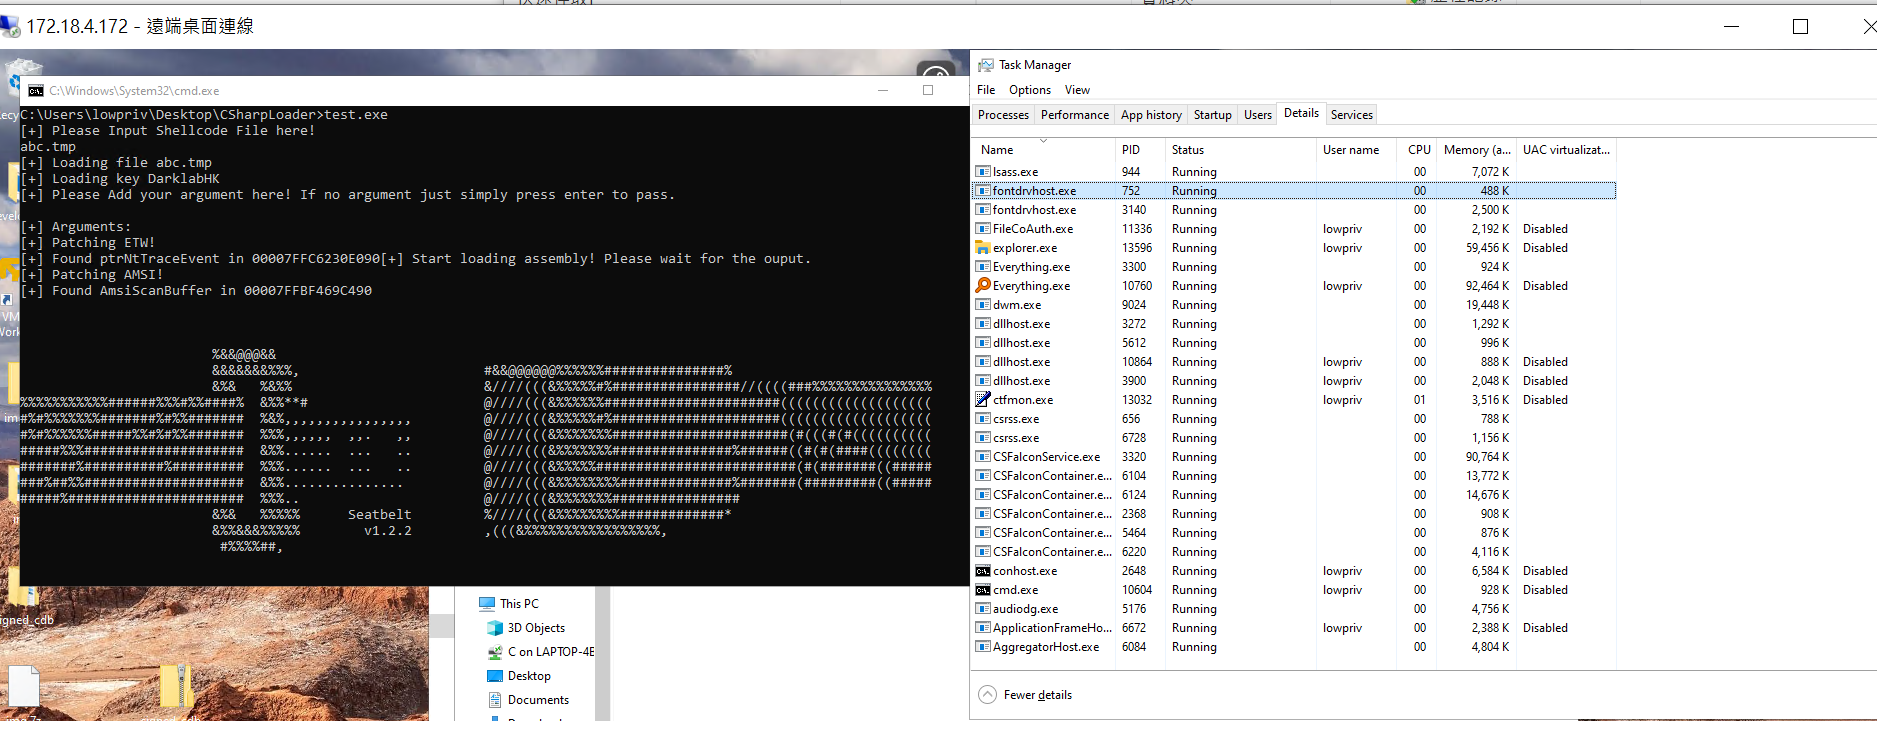 172.18.4.172 - 遠端桌面連線
C:\Windows\System32\cmd.exe
C:\Users\lowpriv\Desktop\CSharpLoader>test.exe
[+] Please Input Shellcode File here!
abc.tmp
[+] Loading file abc.tmp
[+] Loading key DarklabHK
[+] Please Add your argument here! If no argument just simply press enter to pass.
[+] Arguments:
[+] Patching ETW!
[+] Found ptrNtTraceEvent in 00007FFC6230E090[+] Start loading assembly! Please wait for the ouput.
[+] Patching AMSI!
[+] Found AmsiScanBuffer in 00007FFBF469C490
Seatbelt
v1.2.2
This PC
3D Objects
C on LAPTOP-4E
Desktop
Documents
Task Manager
File Options View
Processes Performance App history Startup Users Details Services
Name PID Status User name CPU Memory (a... UAC virtualizat...
lsass.exe 944 Running 00 7,072 K
fontdrvhost.exe 752 Running 00 488 K
fontdrvhost.exe 3140 Running 00 2,500 K
FileCoAuth.exe 11336 Running lowpriv 00 2,192 K Disabled
explorer.exe 13596 Running lowpriv 00 59,456 K Disabled
Everything.exe 3300 Running 00 924 K
Everything.exe 10760 Running lowpriv 00 92,464 K Disabled
dwm.exe 9024 Running 00 19,448 K
dllhost.exe 3272 Running 00 1,292 K
dllhost.exe 5612 Running 00 996 K
dllhost.exe 10864 Running lowpriv 00 888 K Disabled
dllhost.exe 3900 Running lowpriv 00 2,048 K Disabled
ctfmon.exe 13032 Running lowpriv 01 3,516 K Disabled
csrss.exe 656 Running 00 788 K
csrss.exe 6728 Running 00 1,156 K
CSFalconService.exe 3320 Running 00 90,764 K
CSFalconContainer.e... 6104 Running 00 13,772 K
CSFalconContainer.e... 6124 Running 00 14,676 K
CSFalconContainer.e... 2368 Running 00 908 K
CSFalconContainer.e... 5464 Running 00 876 K
CSFalconContainer.e... 6220 Running 00 4,116 K
conhost.exe 2648 Running lowpriv 00 6,584 K Disabled
cmd.exe 10604 Running lowpriv 00 928 K Disabled
audiodg.exe 5176 Running 00 4,756 K
ApplicationFrameHo... 6672 Running lowpriv 00 2,388 K Disabled
AggregatorHost.exe 6084 Running 00 4,804 K
Fewer details